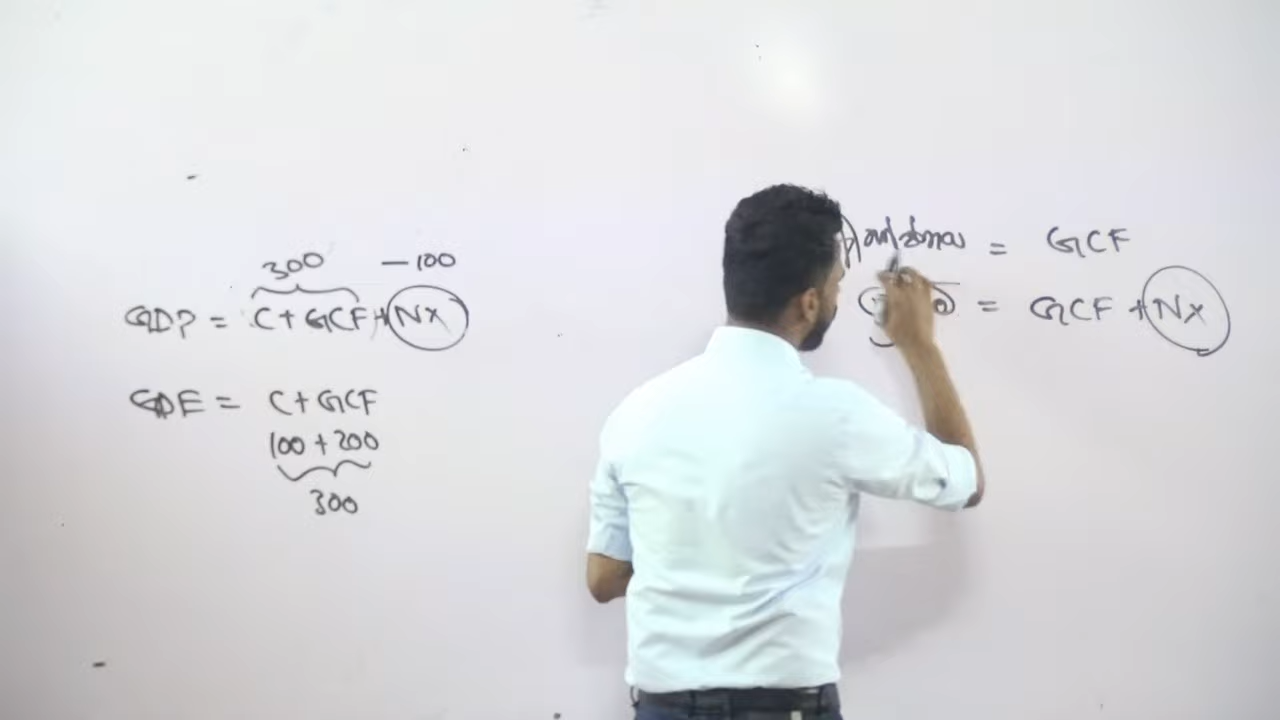 300 – 100
GDP = C + GCF + NX
GDE = C + GCF
100 + 200
300
= GCF
= GCF + NX